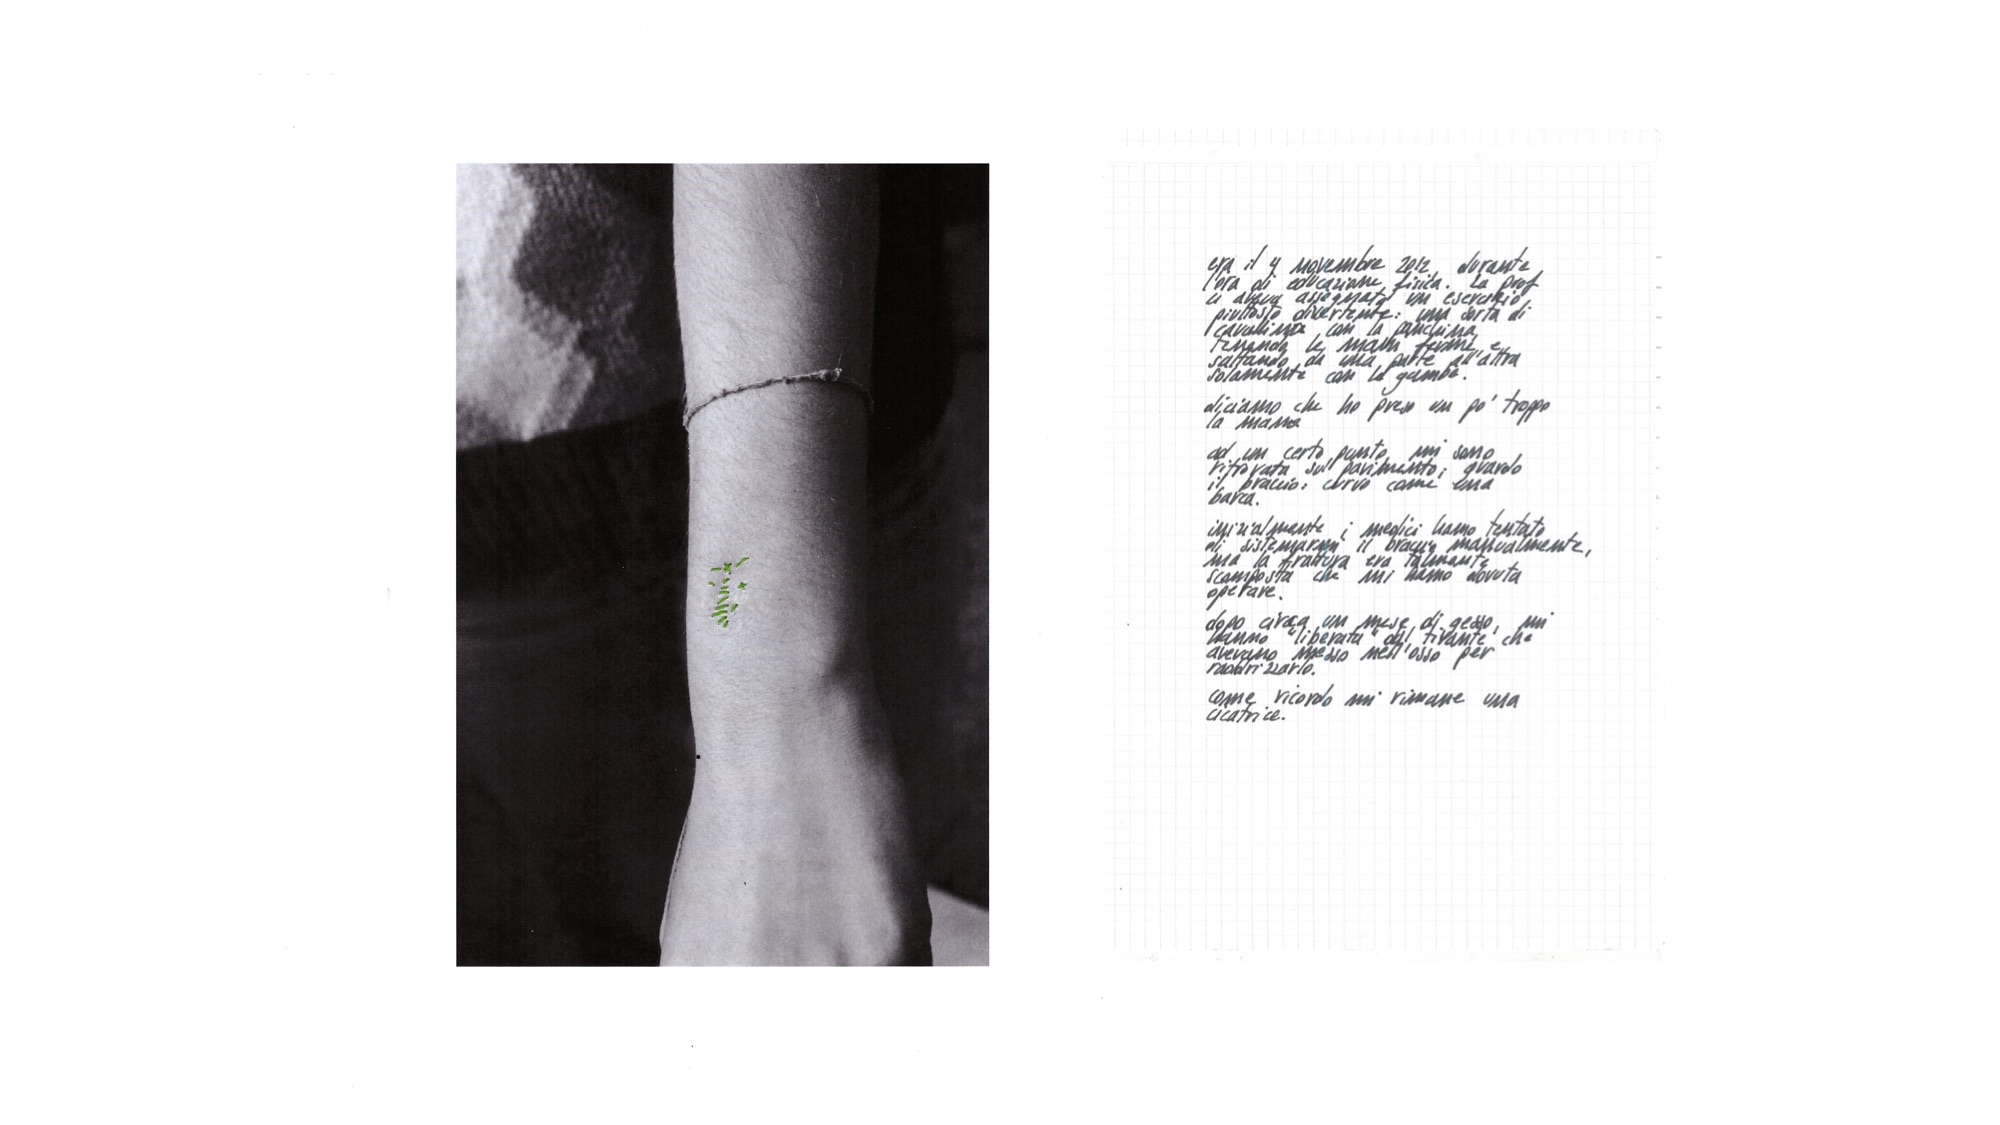 era il 4 novembre 2012, durante
l'ora di educazione fisica. La prof
ci aveva assegnato un esercizio
piuttosto divertente: una sorta di
cavallina con la panchina,
tenendo le mani ferme e
saltando da una parte all'altra
solamente con le gambe.
diciamo che ho preso un po' troppo
la mano
ad un certo punto mi sono
ritrovata sul pavimento; guardo
il braccio: curvo come una
barca.
inizialmente i medici hanno tentato
di sistemarmi il braccio manualmente,
ma la frattura era talmente
scomposta che mi hanno dovuta
operare.
dopo circa un mese di gesso, mi
hanno "liberata" dal tirante che
avevano messo nell'osso per
raddrizzarlo.
come ricordo mi rimane una
cicatrice.